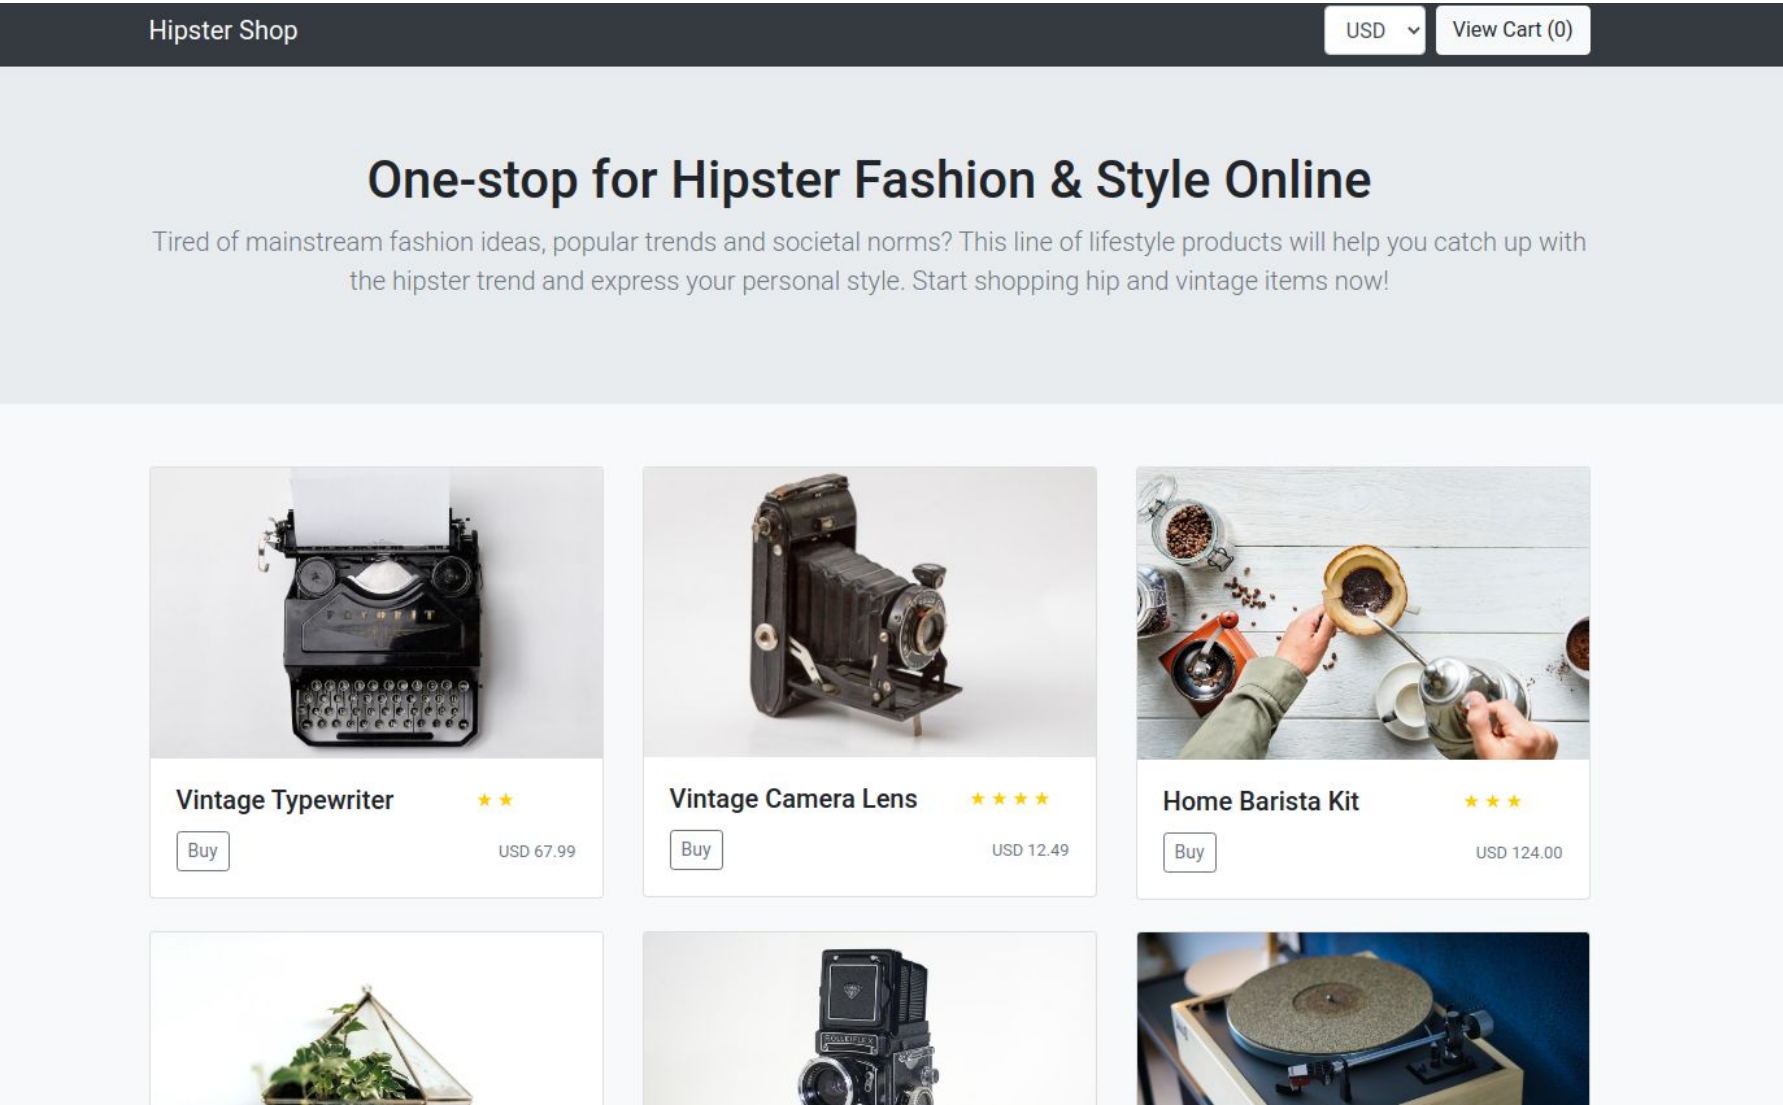 Hipster Shop
USD
View Cart (0)
One-stop for Hipster Fashion & Style Online
Tired of mainstream fashion ideas, popular trends and societal norms? This line of lifestyle products will help you catch up with
the hipster trend and express your personal style. Start shopping hip and vintage items now!
FAVORIT
Vintage Typewriter
Buy
USD 67.99
Vintage Camera Lens
Buy
USD 12.49
Home Barista Kit
Buy
USD 124.00
ROLLEIFLEX